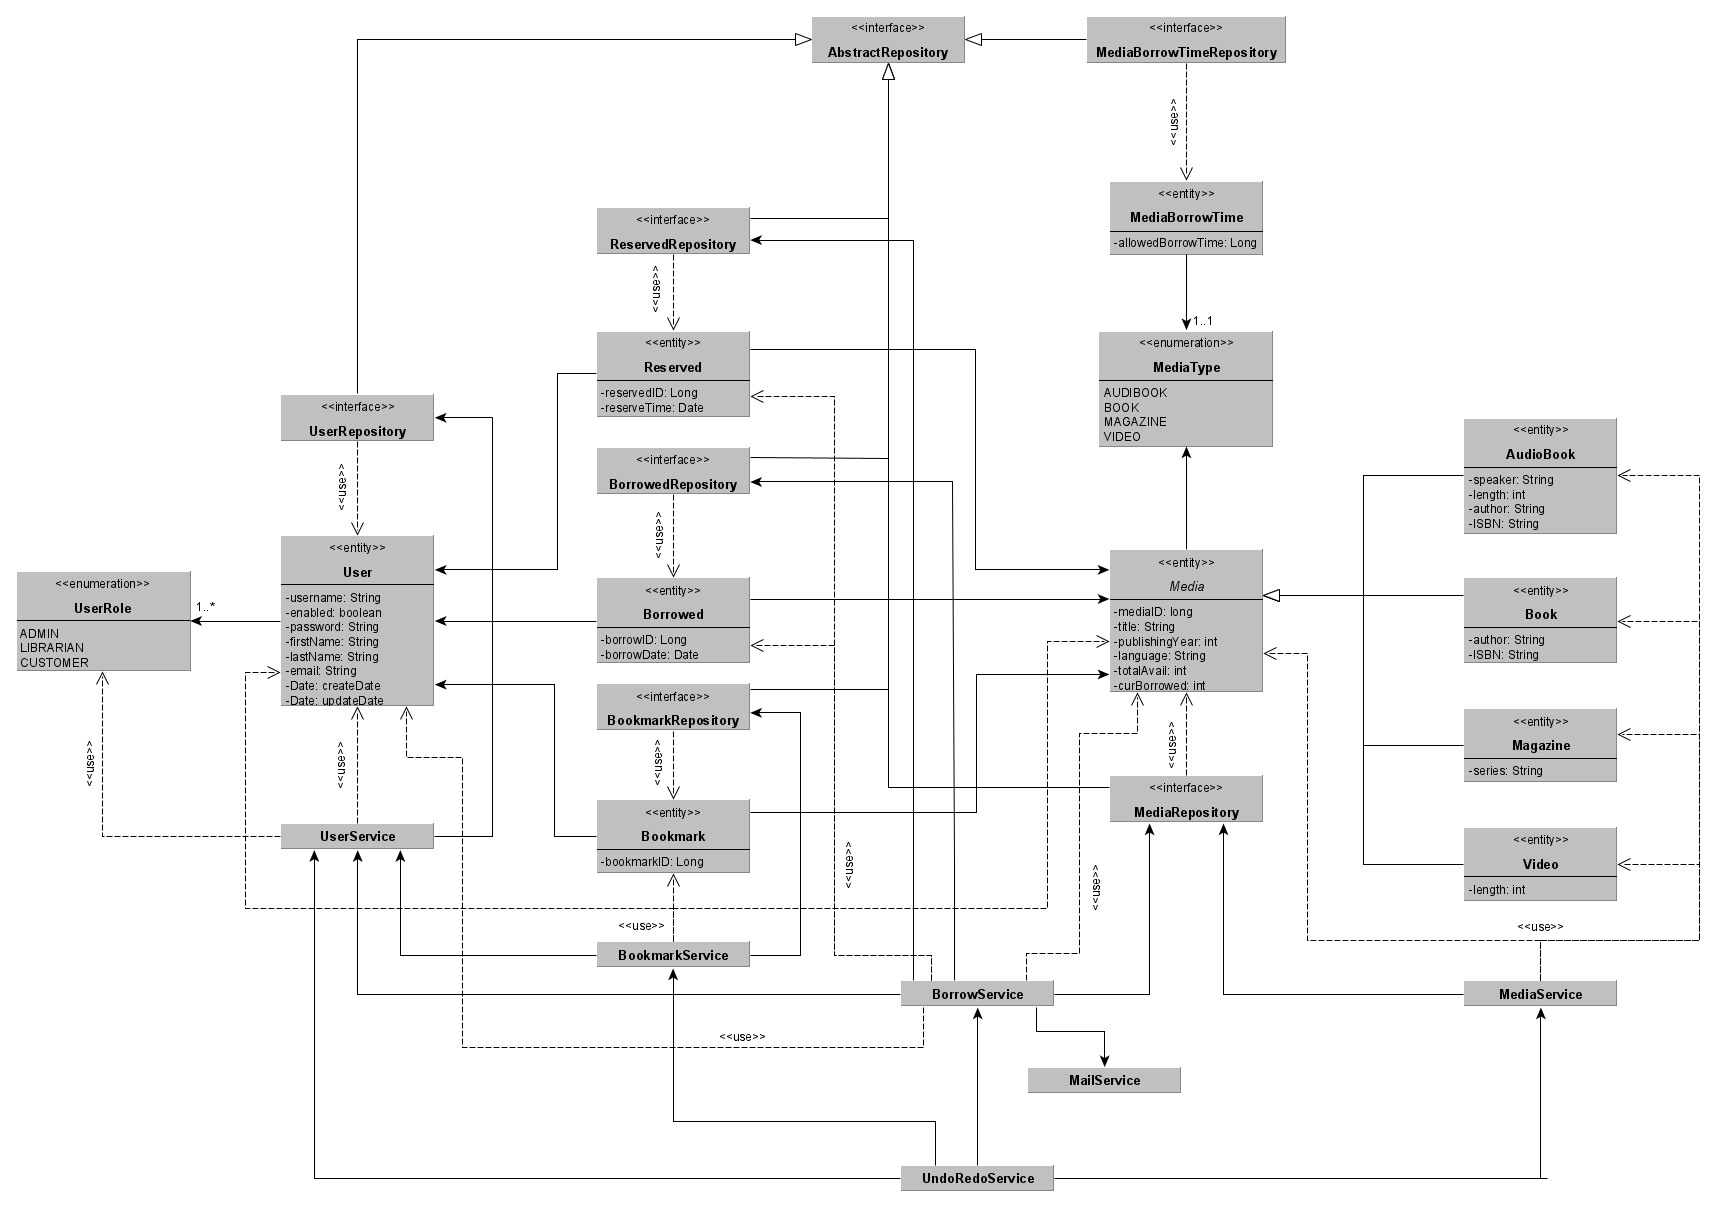 <<interface>>
AbstractRepository
<<interface>>
MediaBorrowTimeRepository
<<use>>
<<entity>>
MediaBorrowTime
-allowedBorrowTime: Long
<<interface>>
ReservedRepository
<<use>>
<<entity>>
Reserved
-reservedID: Long
-reserveTime: Date
1..1
<<enumeration>>
MediaType
AUDIBOOK
BOOK
MAGAZINE
VIDEO
<<interface>>
UserRepository
<<use>>
<<interface>>
BorrowedRepository
<<use>>
<<entity>>
AudioBook
-speaker: String
-length: int
-author: String
-ISBN: String
<<enumeration>>
UserRole
ADMIN
LIBRARIAN
CUSTOMER
1..*
<<entity>>
User
-username: String
-enabled: boolean
-password: String
-firstName: String
-lastName: String
-email: String
-Date: createDate
-Date: updateDate
<<entity>>
Borrowed
-borrowID: Long
-borrowDate: Date
<<entity>>
Media
-mediaID: long
-title: String
-publishingYear: int
-language: String
-totalAvail: int
-curBorrowed: int
<<entity>>
Book
-author: String
-ISBN: String
<<interface>>
BookmarkRepository
<<use>>
<<entity>>
Magazine
-series: String
<<use>>
<<use>>
<<use>>
<<interface>>
MediaRepository
<<entity>>
Bookmark
-bookmarkID: Long
UserService
<<entity>>
Video
-length: int
<<use>>
<<use>>
<<use>>
<<use>>
BookmarkService
BorrowService
MediaService
<<use>>
MailService
UndoRedoService